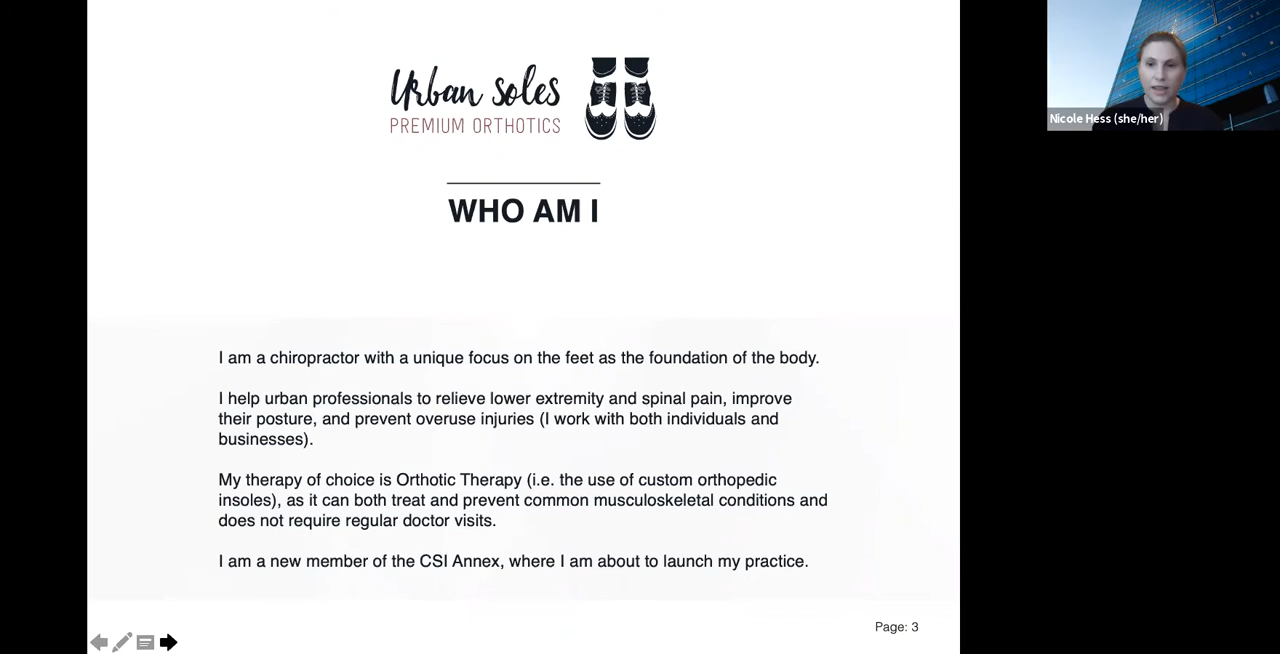 Urban soles
PREMIUM ORTHOTICS
WHO AM I
I am a chiropractor with a unique focus on the feet as the foundation of the body.
I help urban professionals to relieve lower extremity and spinal pain, improve
their posture, and prevent overuse injuries (I work with both individuals and
businesses).
My therapy of choice is Orthotic Therapy (i.e. the use of custom orthopedic
insoles), as it can both treat and prevent common musculoskeletal conditions and
does not require regular doctor visits.
I am a new member of the CSI Annex, where I am about to launch my practice.
Page: 3
Nicole Hess (she/her)